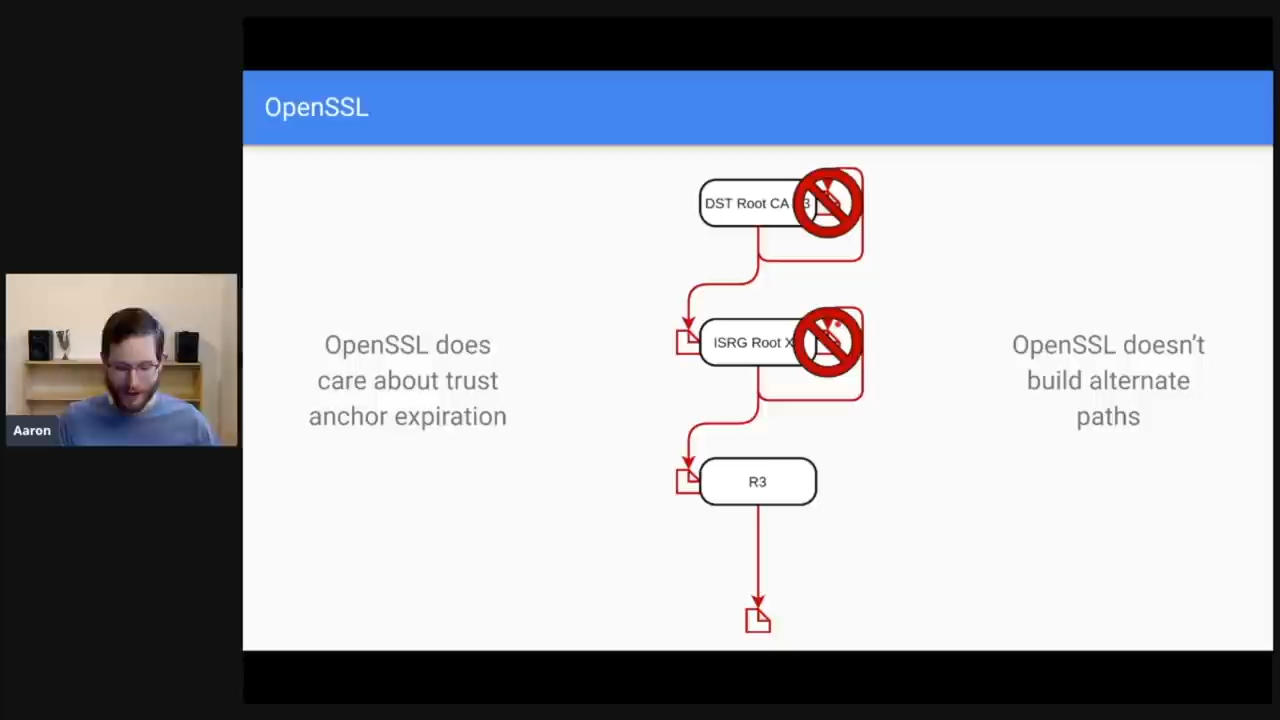 OpenSSL
DST Root CA 3
OpenSSL does
care about trust
anchor expiration
ISRG Root X
OpenSSL doesn't
build alternate
paths
Aaron
R3